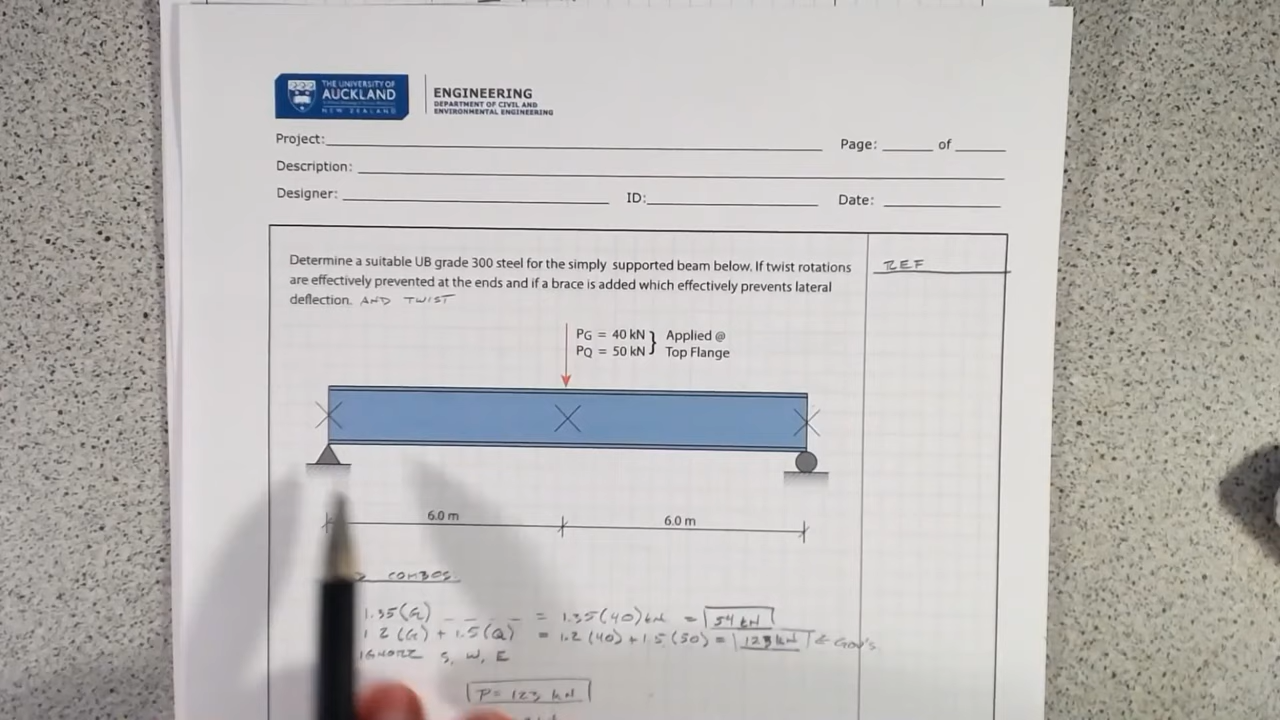 THE UNIVERSITY OF
AUCKLAND
NEW ZEALAND
ENGINEERING
DEPARTMENT OF CIVIL AND
ENVIRONMENTAL ENGINEERING
Project: Page: of
Description:
Designer: ID: Date:
Determine a suitable UB grade 300 steel for the simply supported beam below. If twist rotations
are effectively prevented at the ends and if a brace is added which effectively prevents lateral
deflection. AND TWIST
REF
PG = 40 kN } Applied @
PQ = 50 kN Top Flange
6.0 m 6.0 m
COMBOS.
1.35(G) = 1.35(40)kN = 54 kN
1.2(G) + 1.5(Q) = 1.2(40) + 1.5(50) = 123 kN & Gov's
IGNORE S, W, E
P = 123 kN